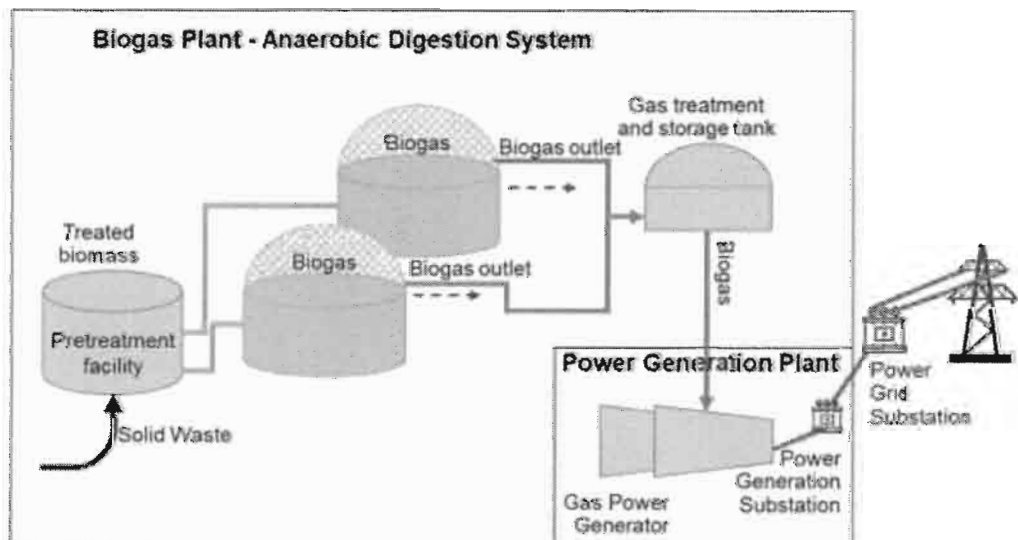 Biogas Plant - Anaerobic Digestion System
Gas treatment
and storage tank
Biogas
Biogas outlet
Treated
biomass
Biogas
Biogas outlet
Biogas
Pretreatment
facility
Solid Waste
Power Generation Plant
Power
Grid
Substation
Power
Generation
Substation
Gas Power
Generator